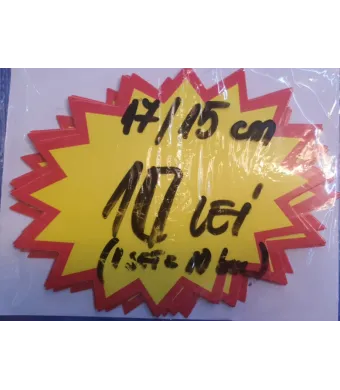 17/15 cm
10 LEI
(1 SET = 10 buc)